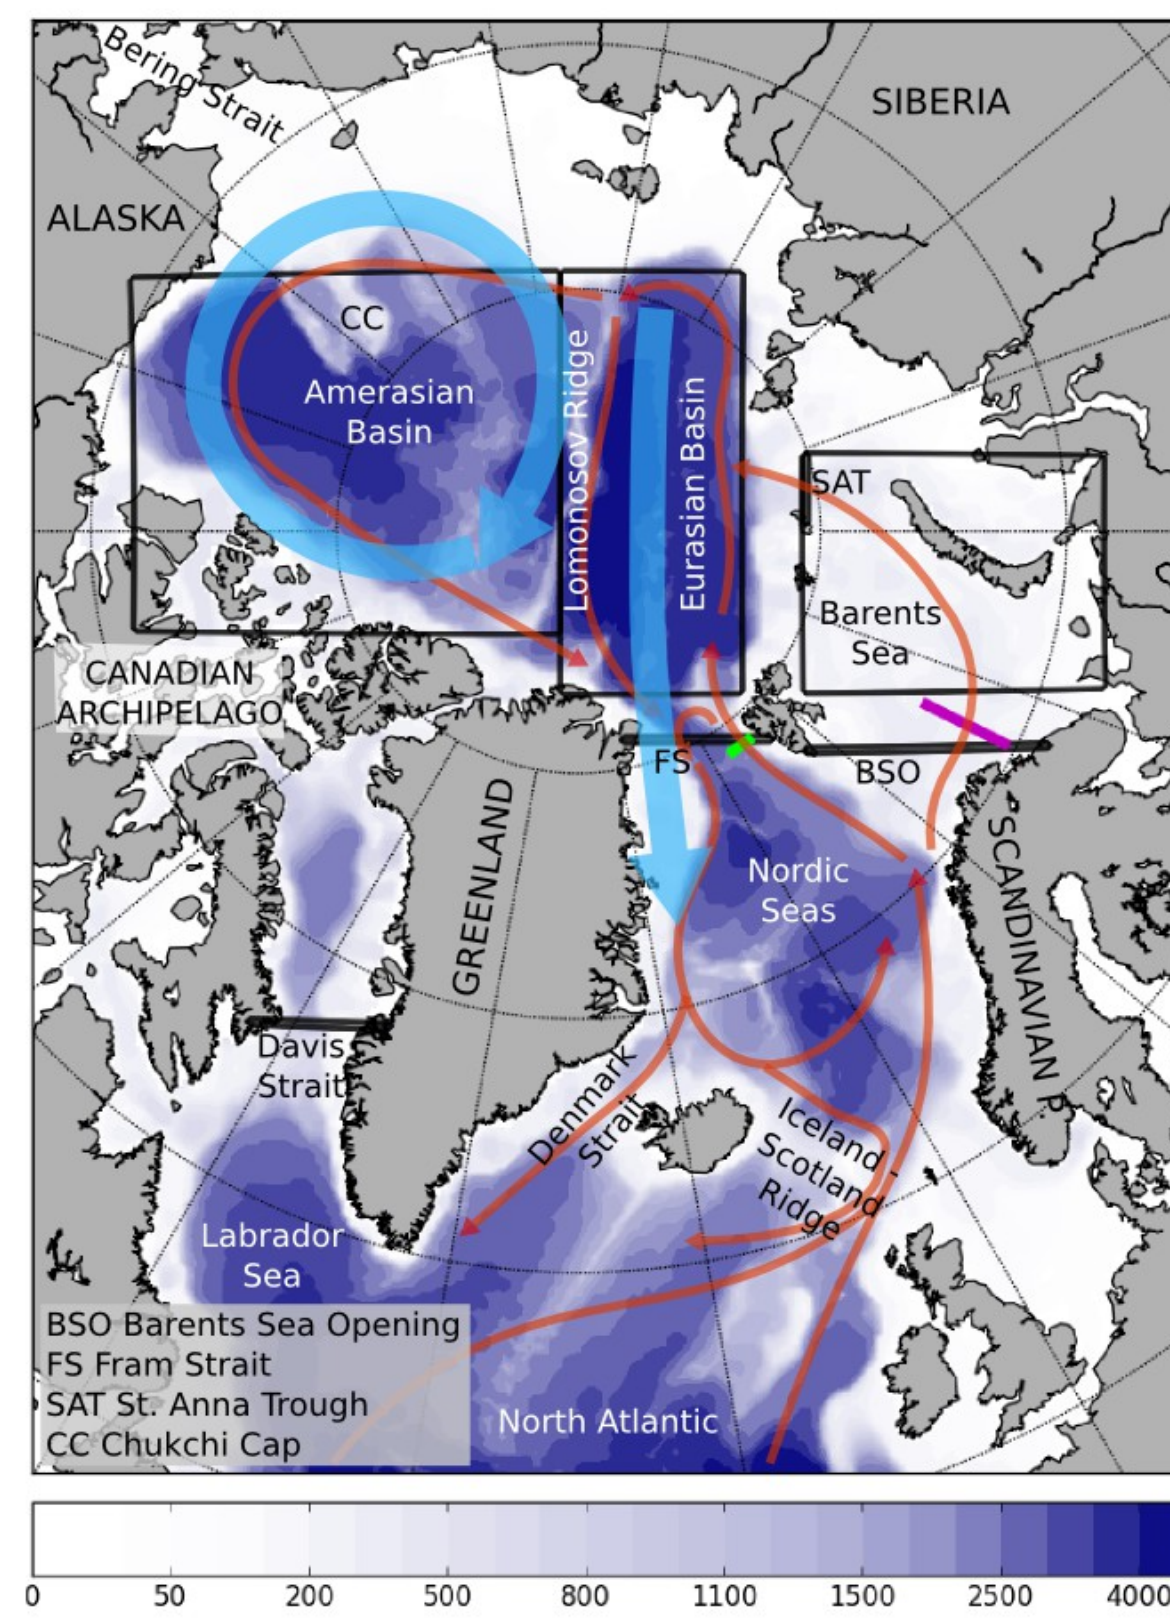 Bering Strait
SIBERIA
ALASKA
CC
Amerasian
Basin
Lomonosov Ridge
Eurasian Basin
SAT
Barents
Sea
CANADIAN
ARCHIPELAGO
FS
BSO
GREENLAND
Nordic
Seas
SCANDINAVIAN P.
Davis
Strait
Denmark
Strait
Iceland -
Scotland
Ridge
Labrador
Sea
BSO Barents Sea Opening
FS Fram Strait
SAT St. Anna Trough
CC Chukchi Cap
North Atlantic
0 50 200 500 800 1100 1500 2500 4000